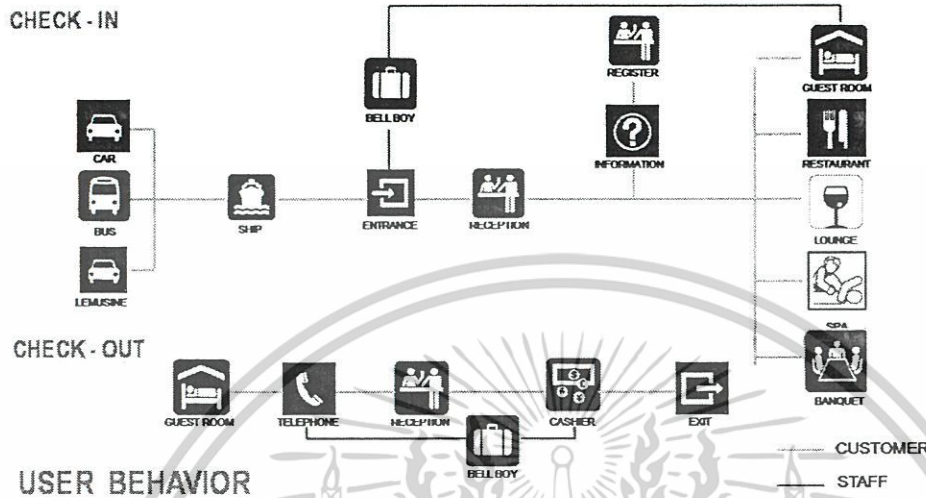 CHECK - IN
REGISTER
GUEST ROOM
BELL BOY
CAR
INFORMATION
RESTAURANT
BUS
SHIP
ENTRANCE
RECEPTION
LOUNGE
LEMUSINE
SPA
CHECK - OUT
BANQUET
GUEST ROOM
TELEPHONE
RECEPTION
CASHIER
EXIT
BELL BOY
CUSTOMER
STAFF
USER BEHAVIOR